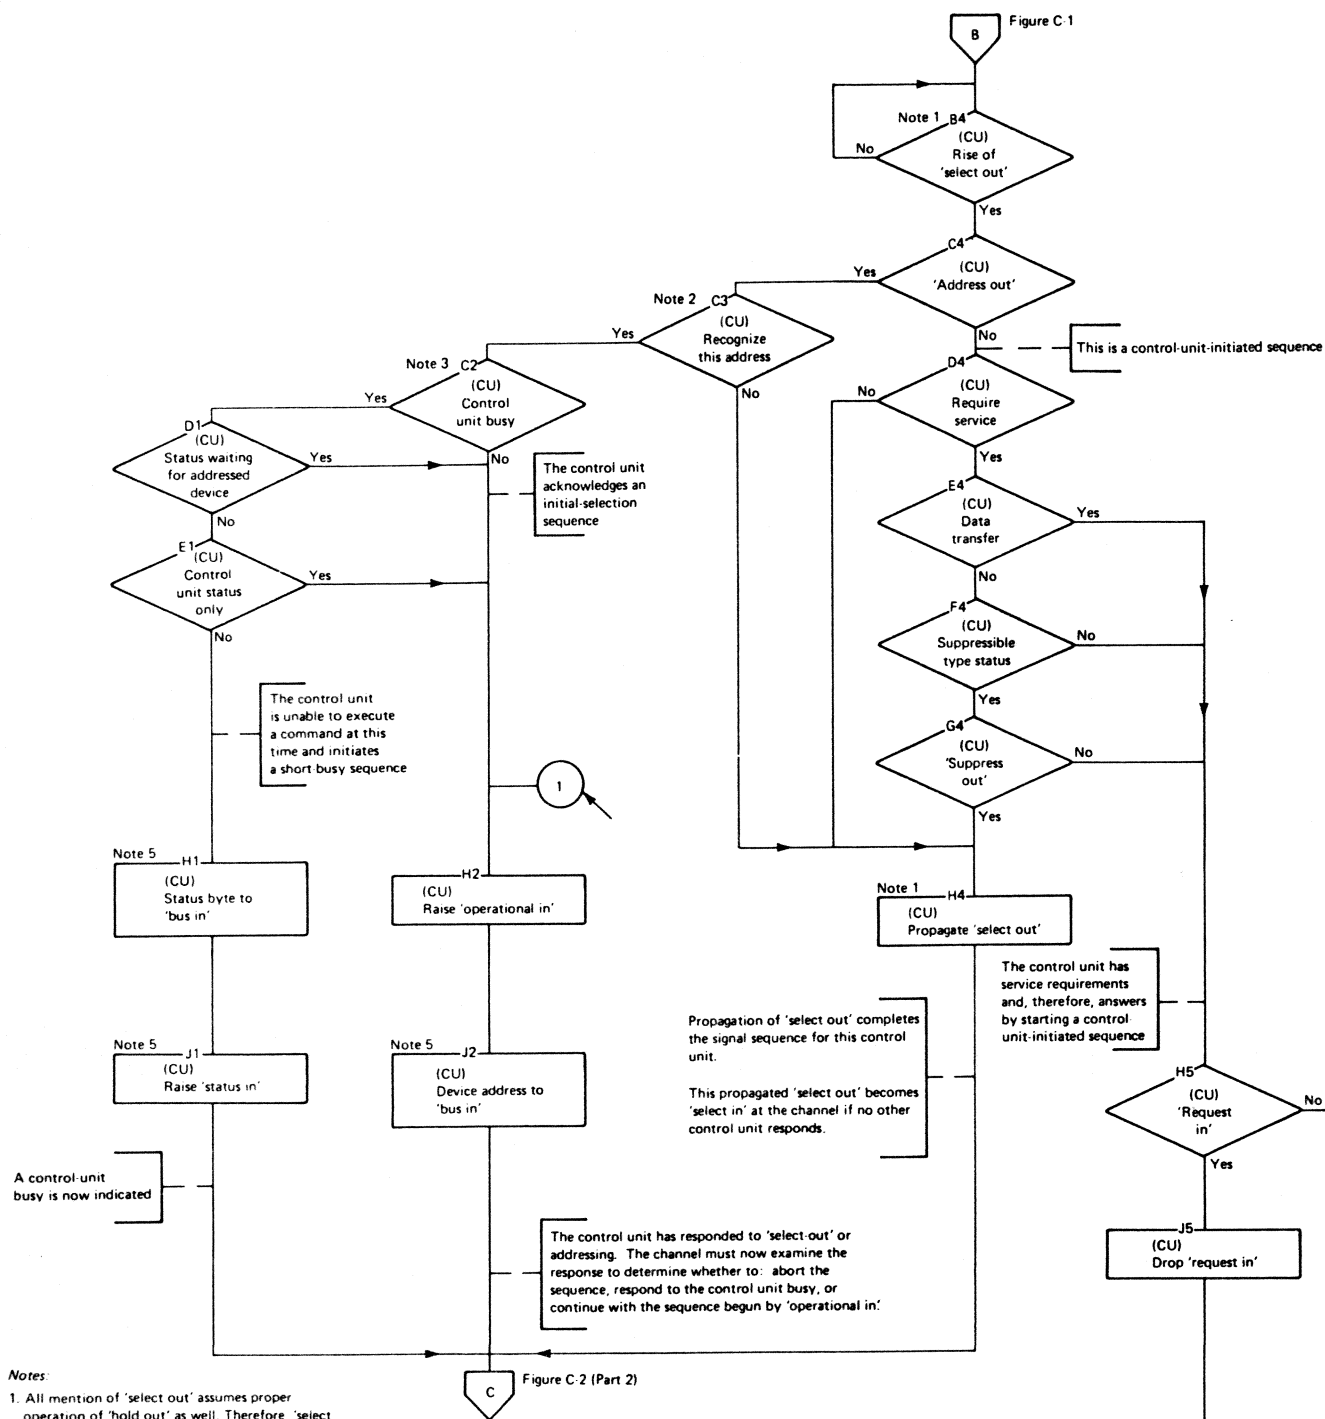 B
Figure C-1
Note 1
B4
(CU)
Rise of
'select out'
No
Yes
C4
(CU)
'Address out'
Yes
No
This is a control-unit-initiated sequence
Note 2
C3
(CU)
Recognize
this address
Yes
No
Note 3
C2
(CU)
Control
unit busy
Yes
No
D4
(CU)
Require
service
No
Yes
D1
(CU)
Status waiting
for addressed
device
Yes
No
The control unit
acknowledges an
initial-selection
sequence
E4
(CU)
Data
transfer
Yes
No
E1
(CU)
Control
unit status
only
Yes
No
F4
(CU)
Suppressible
type status
No
Yes
The control unit
is unable to execute
a command at this
time and initiates
a short-busy sequence
G4
(CU)
'Suppress
out'
No
Yes
1
Note 5
H1
(CU)
Status byte to
'bus in'
H2
(CU)
Raise 'operational in'
Note 1
H4
(CU)
Propagate 'select out'
The control unit has
service requirements
and, therefore, answers
by starting a control-
unit-initiated sequence
Propagation of 'select out' completes
the signal sequence for this control
unit.
This propagated 'select out' becomes
'select in' at the channel if no other
control unit responds.
Note 5
J1
(CU)
Raise 'status in'
Note 5
J2
(CU)
Device address to
'bus in'
H5
(CU)
'Request
in'
No
Yes
A control-unit
busy is now indicated
J5
(CU)
Drop 'request in'
The control unit has responded to 'select-out' or
addressing. The channel must now examine the
response to determine whether to: abort the
sequence, respond to the control unit busy, or
continue with the sequence begun by 'operational in.'
C
Figure C-2 (Part 2)
Notes:
1. All mention of 'select out' assumes proper
operation of 'hold out' as well. Therefore, 'select